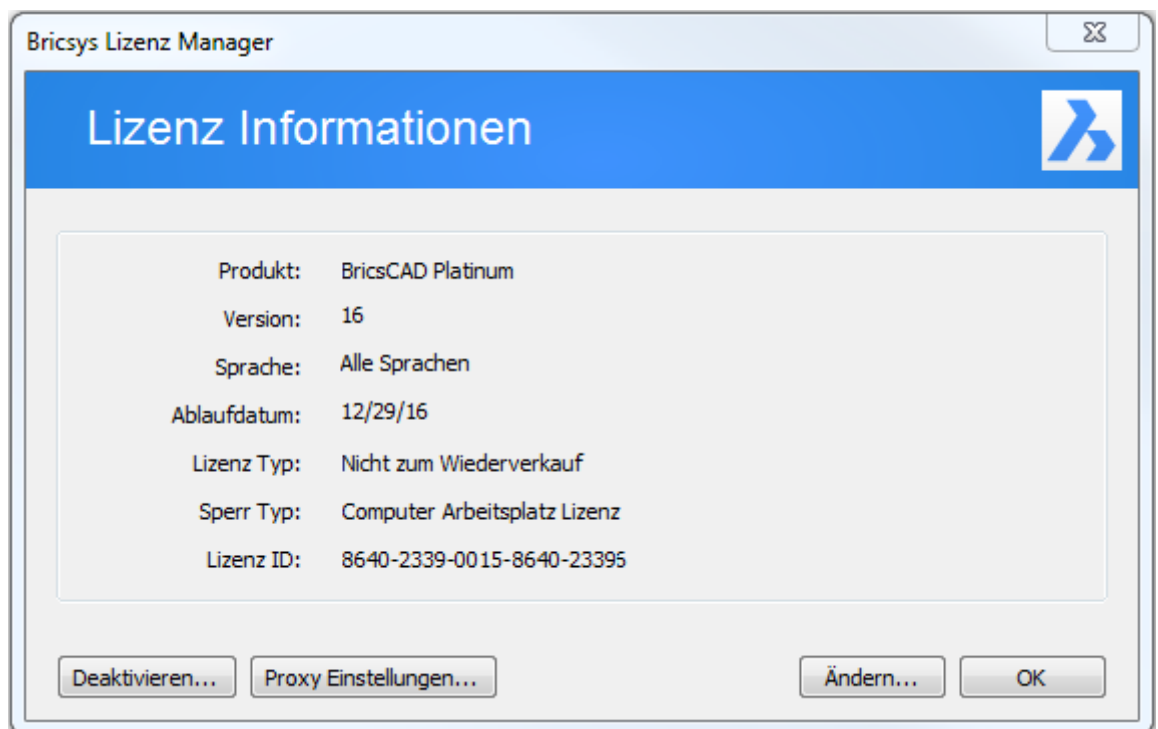 Bricsys Lizenz Manager
Lizenz Informationen
Produkt: BricsCAD Platinum
Version: 16
Sprache: Alle Sprachen
Ablaufdatum: 12/29/16
Lizenz Typ: Nicht zum Wiederverkauf
Sperr Typ: Computer Arbeitsplatz Lizenz
Lizenz ID: 8640-2339-0015-8640-23395
Deaktivieren... Proxy Einstellungen... Ändern... OK